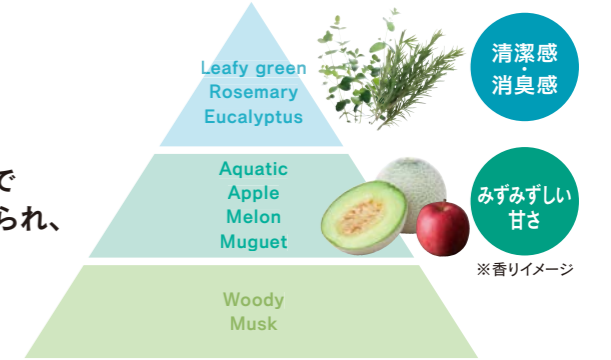 Leafy green
Rosemary
Eucalyptus
清潔感
・
消臭感
で
られ、
Aquatic
Apple
Melon
Muguet
みずみずしい
甘さ
※香りイメージ
Woody
Musk